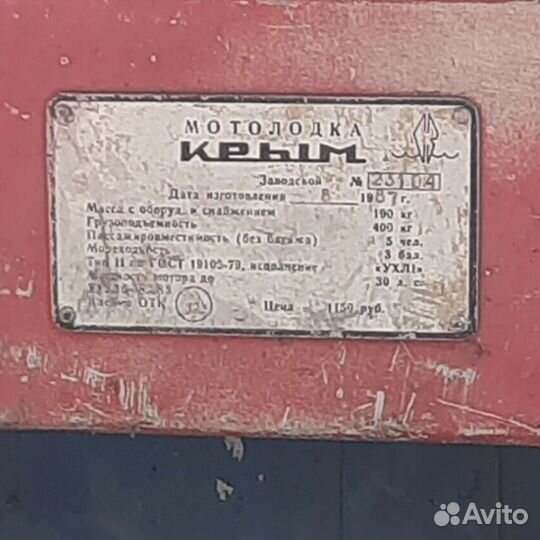 МОТОЛОДКА
КРЫМ
Заводской № 23104
Дата изготовления 8 1987 г.
Масса с оборуд. и снабжением 190 кг
Грузоподъемность 400 кг
Пассажировместимость (без багажа) 5 чел.
Мореходность 3 бал.
Тип II по ГОСТ 19105-79, исполнение «УХЛ1»
Мощность мотора до 30 л. с.
ОТК Цена 1150 руб.
Avito